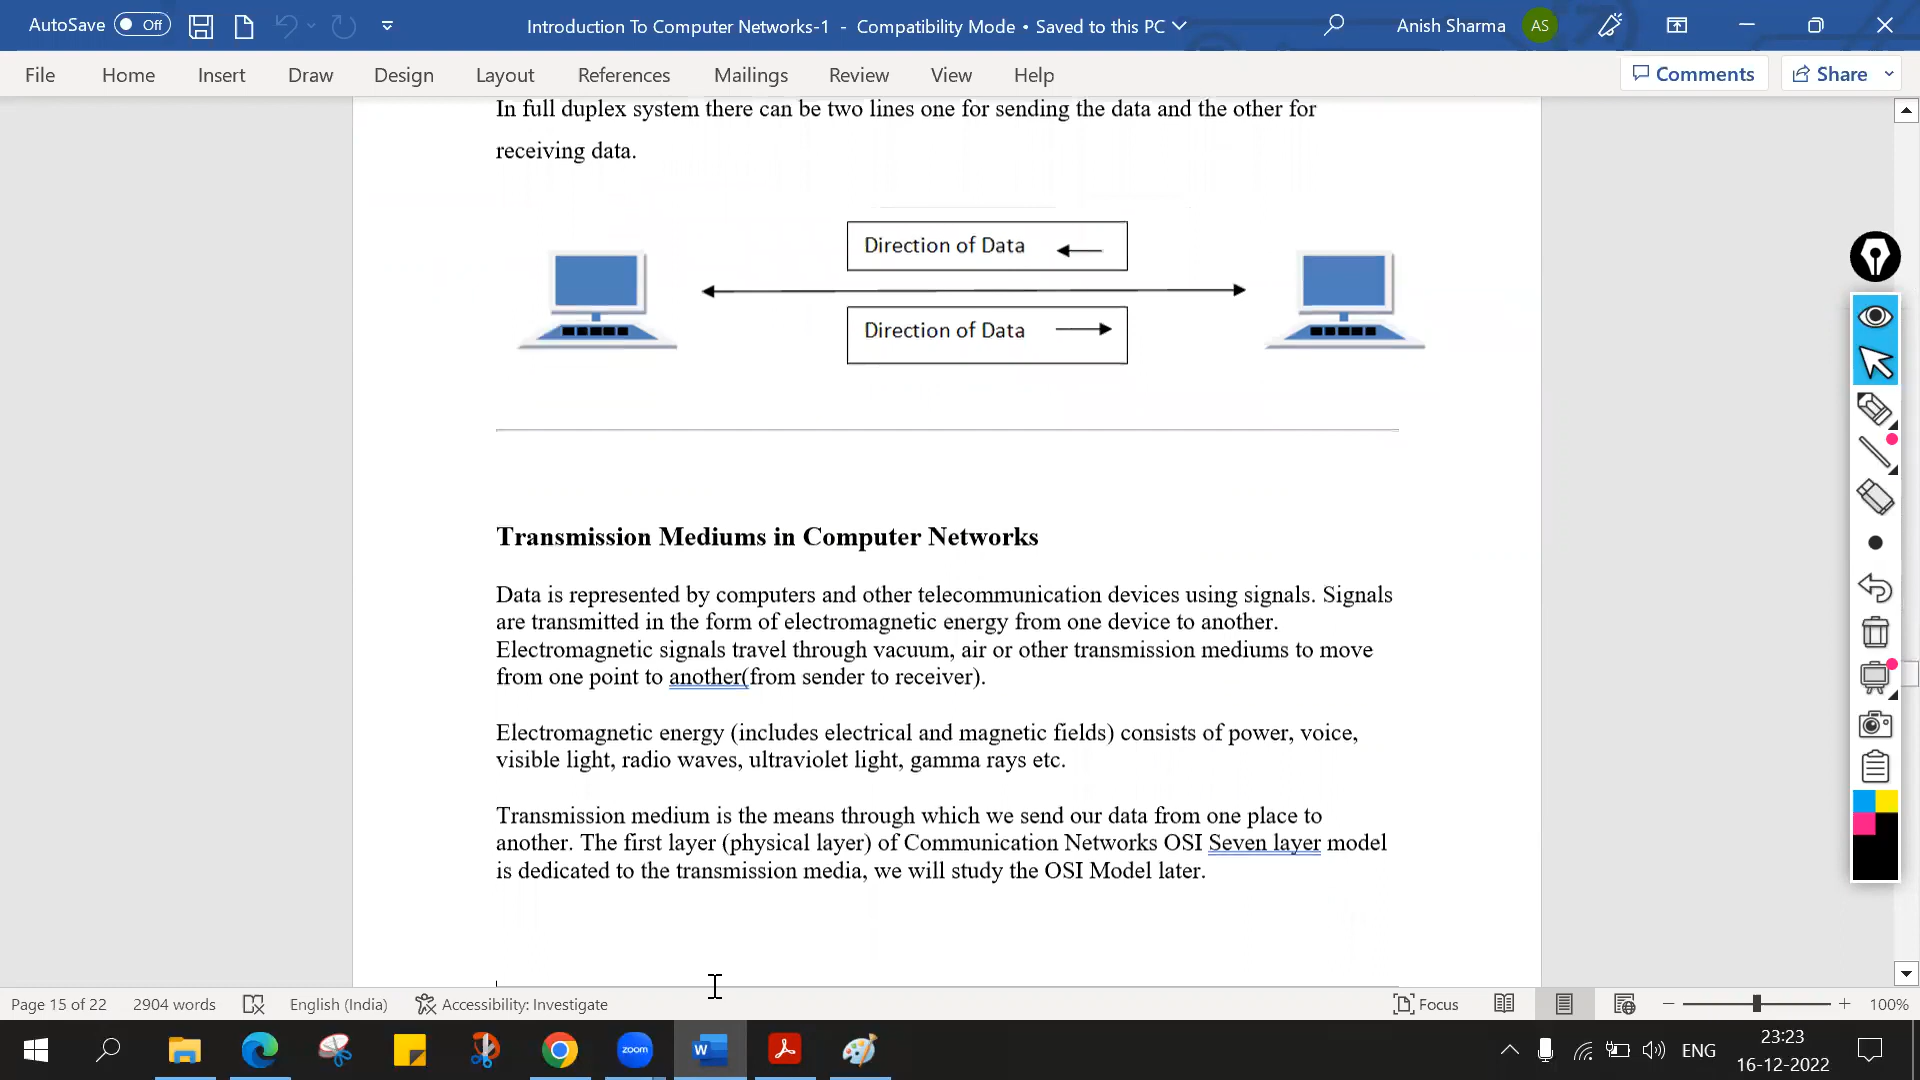 AutoSave Off Introduction To Computer Networks-1 - Compatibility Mode • Saved to this PC Anish Sharma AS
File Home Insert Draw Design Layout References Mailings Review View Help Comments Share
In full duplex system there can be two lines one for sending the data and the other for
receiving data.
Direction of Data
Direction of Data
Transmission Mediums in Computer Networks
Data is represented by computers and other telecommunication devices using signals. Signals
are transmitted in the form of electromagnetic energy from one device to another.
Electromagnetic signals travel through vacuum, air or other transmission mediums to move
from one point to another(from sender to receiver).
Electromagnetic energy (includes electrical and magnetic fields) consists of power, voice,
visible light, radio waves, ultraviolet light, gamma rays etc.
Transmission medium is the means through which we send our data from one place to
another. The first layer (physical layer) of Communication Networks OSI Seven layer model
is dedicated to the transmission media, we will study the OSI Model later.
Page 15 of 22 2904 words English (India) Accessibility: Investigate Focus 100%
zoom W ENG 23:23
16-12-2022